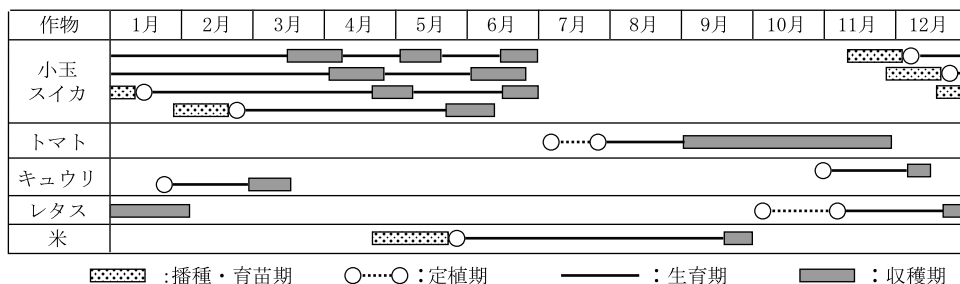 作物 1月 2月 3月 4月 5月 6月 7月 8月 9月 10月 11月 12月
小玉
スイカ
トマト
キュウリ
レタス
米
:播種・育苗期 :定植期 :生育期 :収穫期